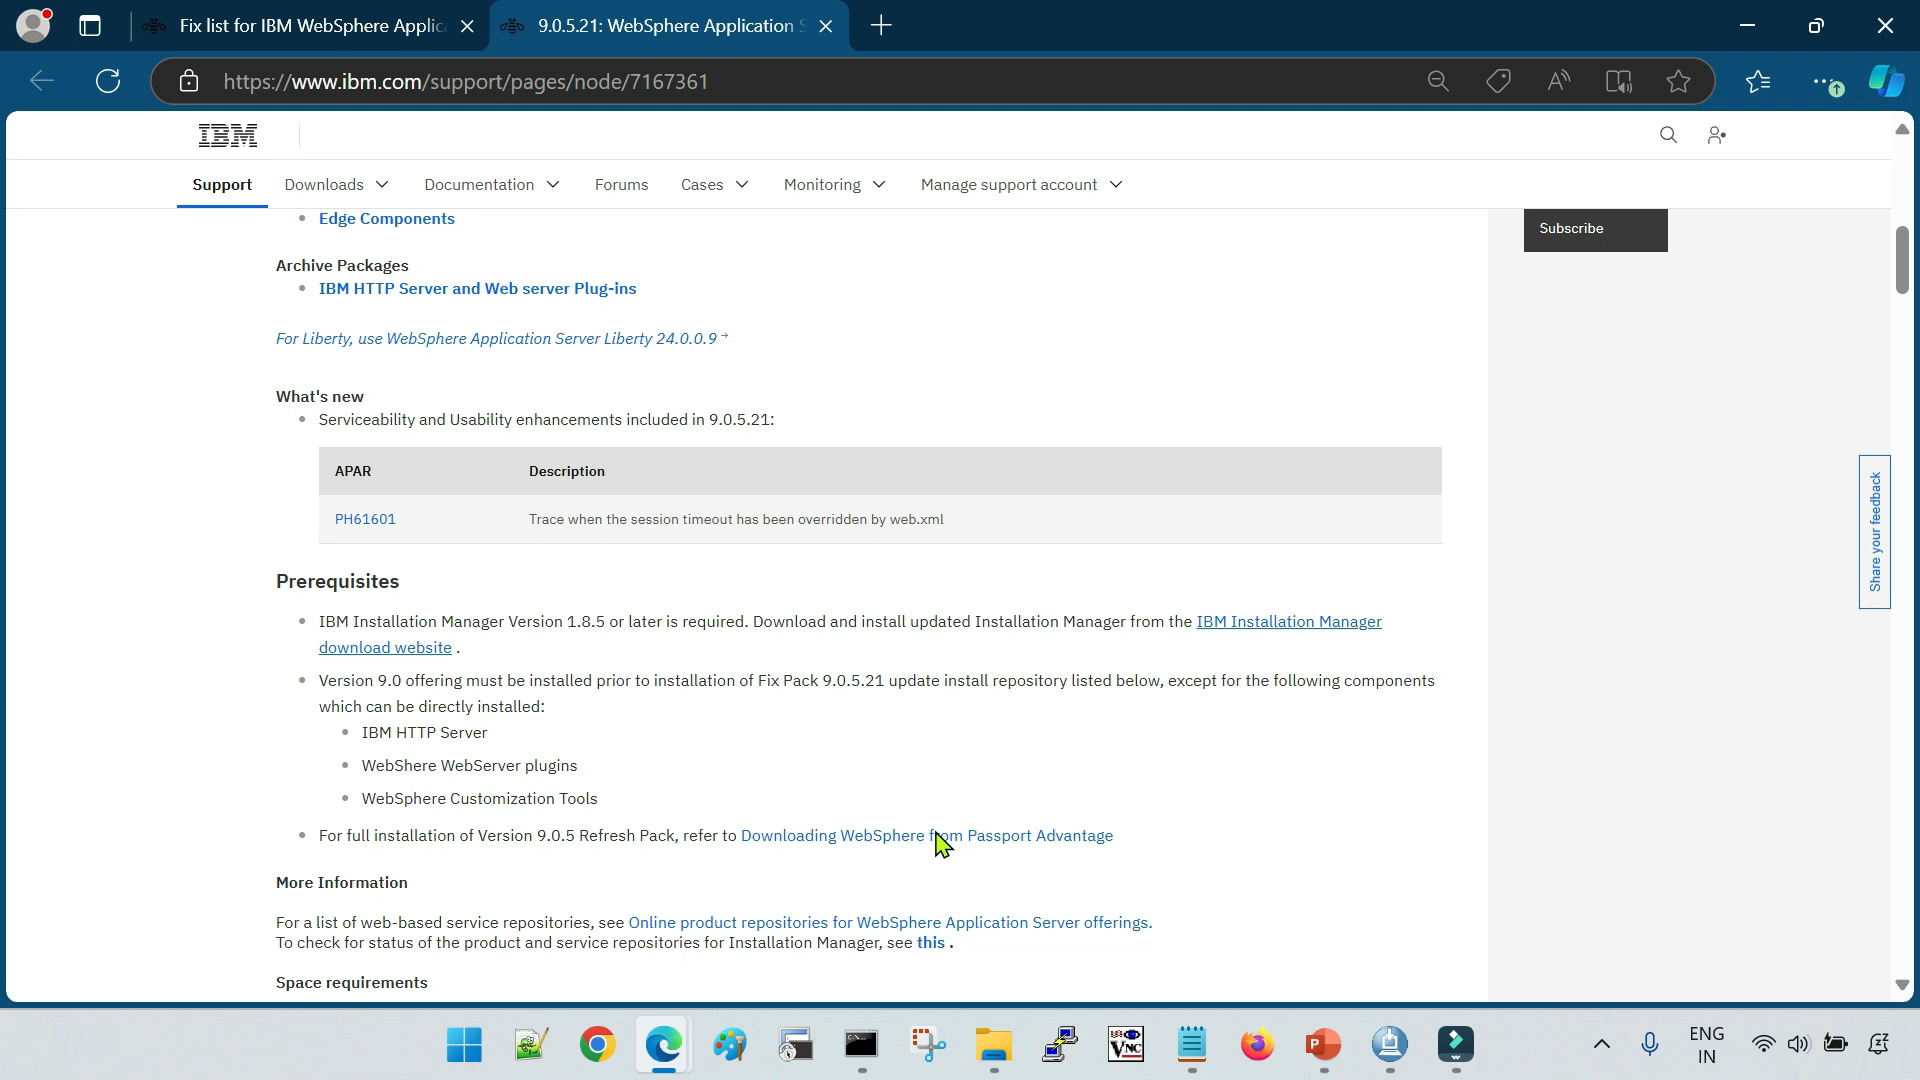 Fix list for IBM WebSphere Applic
9.0.5.21: WebSphere Application S
https://www.ibm.com/support/pages/node/7167361
IBM
Support
Downloads
Documentation
Forums
Cases
Monitoring
Manage support account
Edge Components
Subscribe
Archive Packages
IBM HTTP Server and Web server Plug-ins
For Liberty, use WebSphere Application Server Liberty 24.0.0.9
What's new
Serviceability and Usability enhancements included in 9.0.5.21:
APAR Description
PH61601 Trace when the session timeout has been overridden by web.xml
Share your feedback
Prerequisites
IBM Installation Manager Version 1.8.5 or later is required. Download and install updated Installation Manager from the IBM Installation Manager
download website .
Version 9.0 offering must be installed prior to installation of Fix Pack 9.0.5.21 update install repository listed below, except for the following components
which can be directly installed:
IBM HTTP Server
WebShere WebServer plugins
WebSphere Customization Tools
For full installation of Version 9.0.5 Refresh Pack, refer to Downloading WebSphere from Passport Advantage
More Information
For a list of web-based service repositories, see Online product repositories for WebSphere Application Server offerings.
To check for status of the product and service repositories for Installation Manager, see this .
Space requirements
VNC
ENG
IN